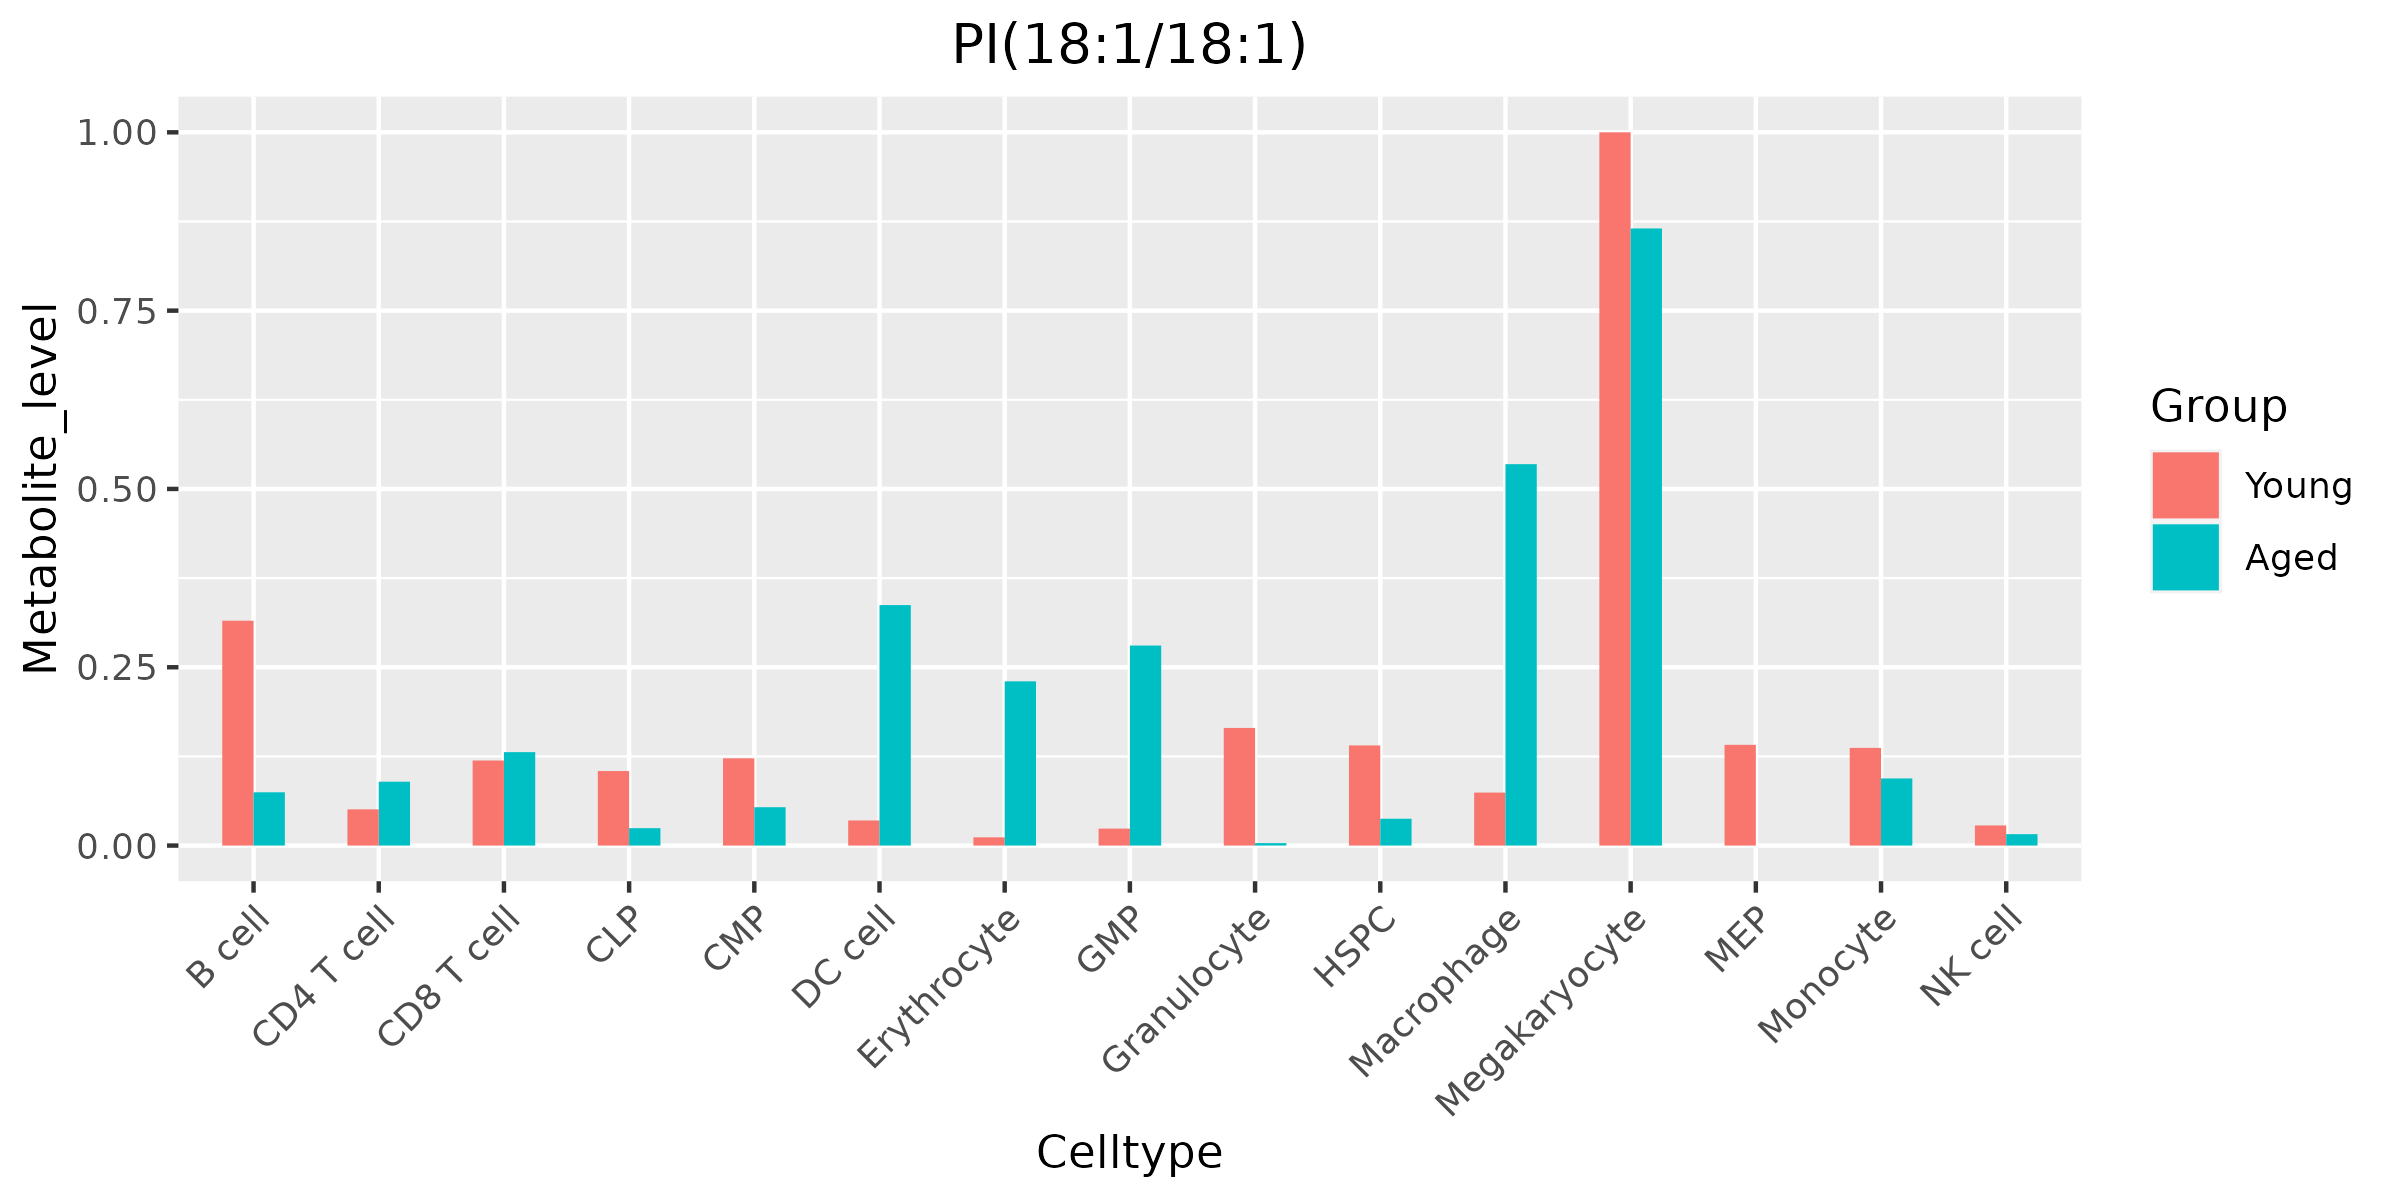 PI(18:1/18:1)
Metabolite_level
1.00
0.75
0.50
0.25
0.00
B cell
CD4 T cell
CD8 T cell
CLP
CMP
DC cell
Erythrocyte
GMP
Granulocyte
HSPC
Macrophage
Megakaryocyte
MEP
Monocyte
NK cell
Celltype
Group
Young
Aged